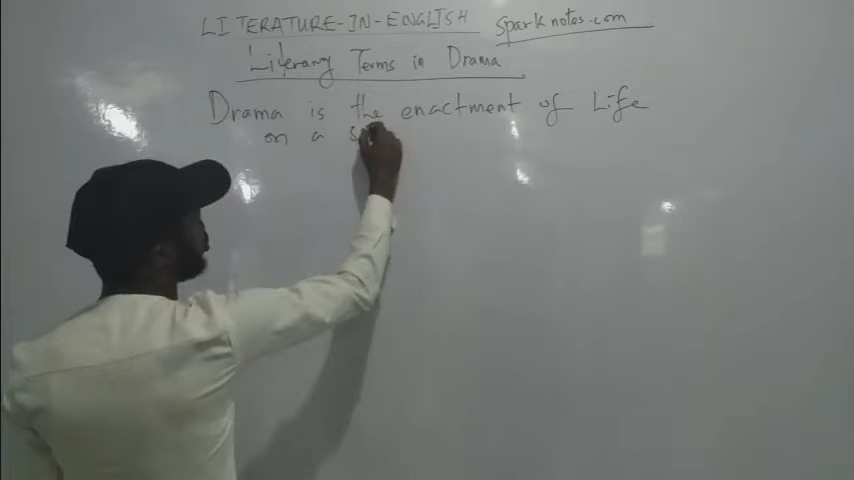 LITERATURE-IN-ENGLISH sparknotes.com
Literary Terms in Drama
Drama is the enactment of Life
on a s